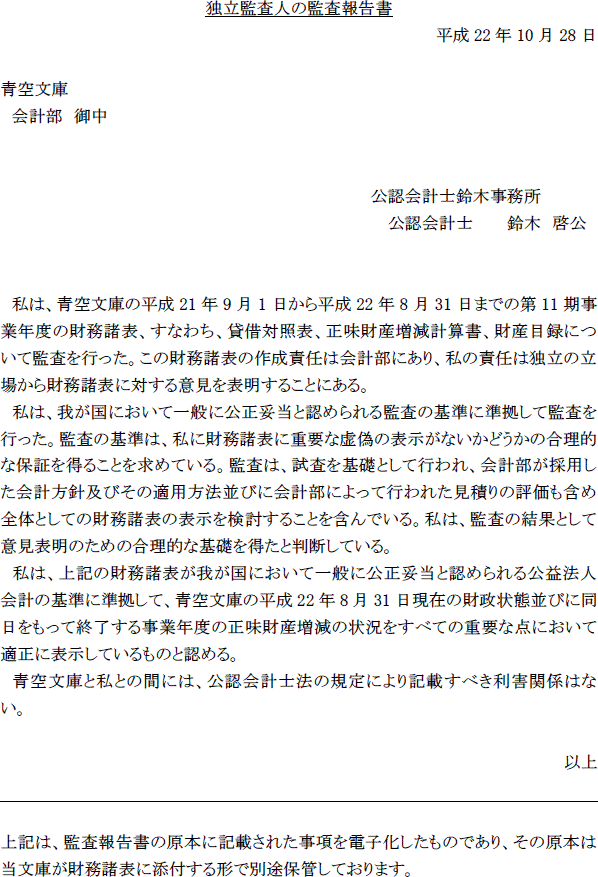 独立監査人の監査報告書
平成 22 年 10 月 28 日
青空文庫
会計部 御中
公認会計士鈴木事務所
公認会計士 鈴木 啓公
私は、青空文庫の平成 21 年 9 月 1 日から平成 22 年 8 月 31 日までの第 11 期事
業年度の財務諸表、すなわち、貸借対照表、正味財産増減計算書、財産目録につ
いて監査を行った。この財務諸表の作成責任は会計部にあり、私の責任は独立の立
場から財務諸表に対する意見を表明することにある。
私は、我が国において一般に公正妥当と認められる監査の基準に準拠して監査を
行った。監査の基準は、私に財務諸表に重要な虚偽の表示がないかどうかの合理的
な保証を得ることを求めている。監査は、試査を基礎として行われ、会計部が採用し
た会計方針及びその適用方法並びに会計部によって行われた見積りの評価も含め
全体としての財務諸表の表示を検討することを含んでいる。私は、監査の結果として
意見表明のための合理的な基礎を得たと判断している。
私は、上記の財務諸表が我が国において一般に公正妥当と認められる公益法人
会計の基準に準拠して、青空文庫の平成 22 年 8 月 31 日現在の財政状態並びに同
日をもって終了する事業年度の正味財産増減の状況をすべての重要な点において
適正に表示しているものと認める。
青空文庫と私との間には、公認会計士法の規定により記載すべき利害関係はな
い。
以上
上記は、監査報告書の原本に記載された事項を電子化したものであり、その原本は
当文庫が財務諸表に添付する形で別途保管しております。